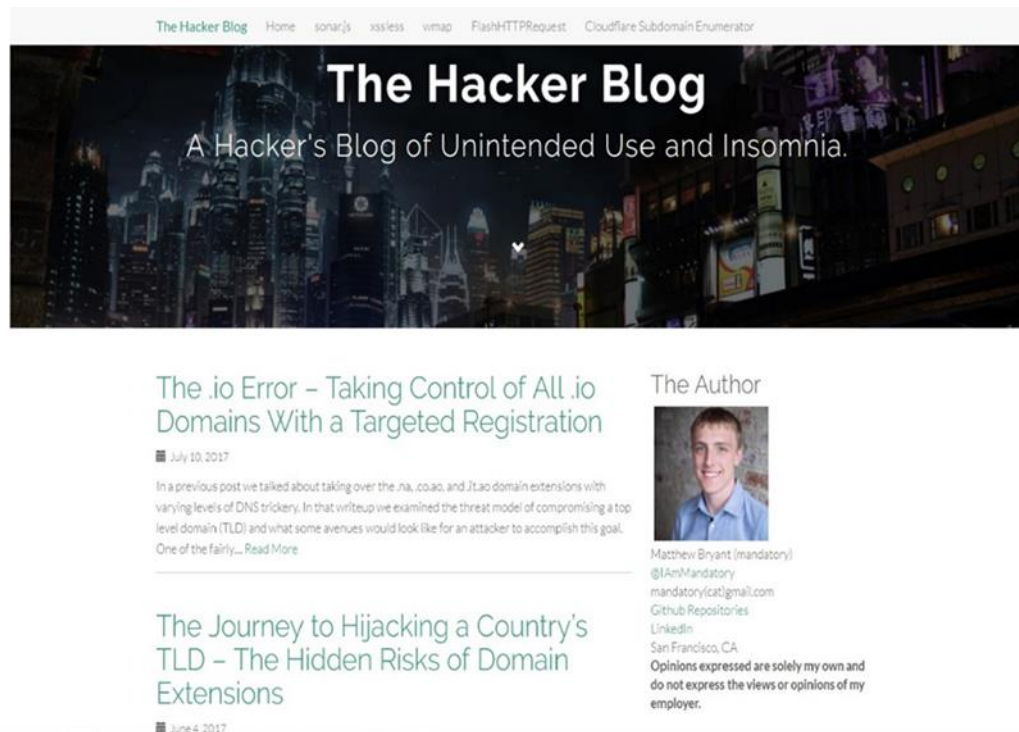 The Hacker Blog Home sonar.js xssless wmap FlashHTTPRequest Cloudflare Subdomain Enumerator
The Hacker Blog
A Hacker's Blog of Unintended Use and Insomnia.
The .io Error – Taking Control of All .io
Domains With a Targeted Registration
July 10, 2017
In a previous post we talked about taking over the .na, .co.ao, and .it.ao domain extensions with
varying levels of DNS trickery. In that writeup we examined the threat model of compromising a top
level domain (TLD) and what some avenues would look like for an attacker to accomplish this goal.
One of the fairly... Read More
The Journey to Hijacking a Country's
TLD – The Hidden Risks of Domain
Extensions
June 4, 2017
The Author
Matthew Bryant (mandatory)
@IAmMandatory
mandatory(cat)gmail.com
Github Repositories
LinkedIn
San Francisco, CA
Opinions expressed are solely my own and
do not express the views or opinions of my
employer.